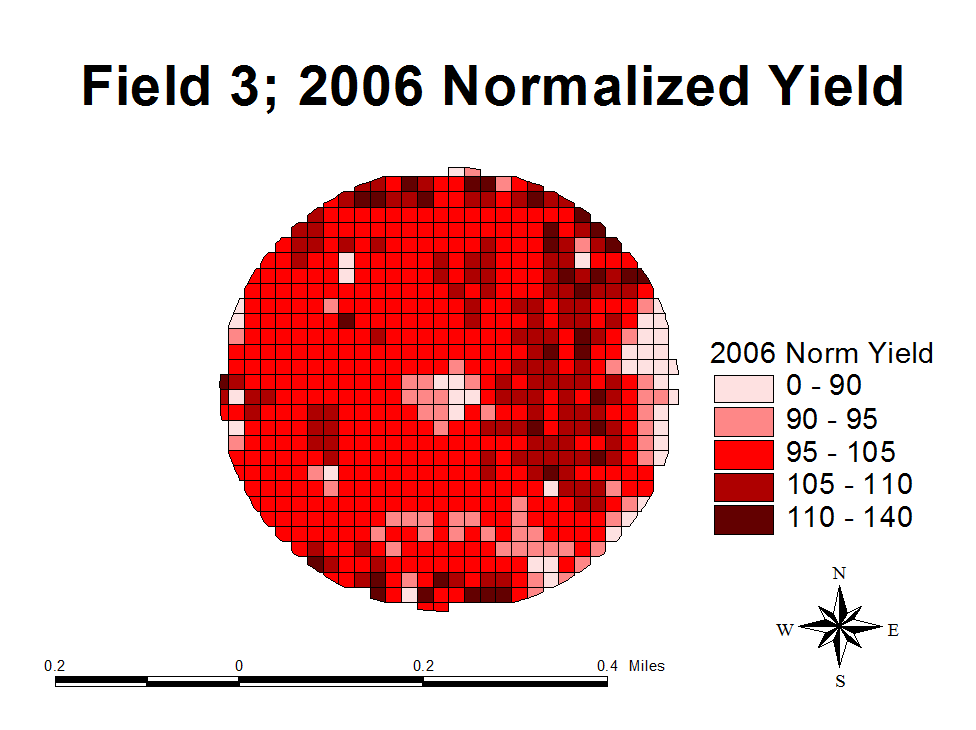 Field 3; 2006 Normalized Yield
2006 Norm Yield
0 - 90
90 - 95
95 - 105
105 - 110
110 - 140
N
W E
S
0.2 0 0.2 0.4 Miles